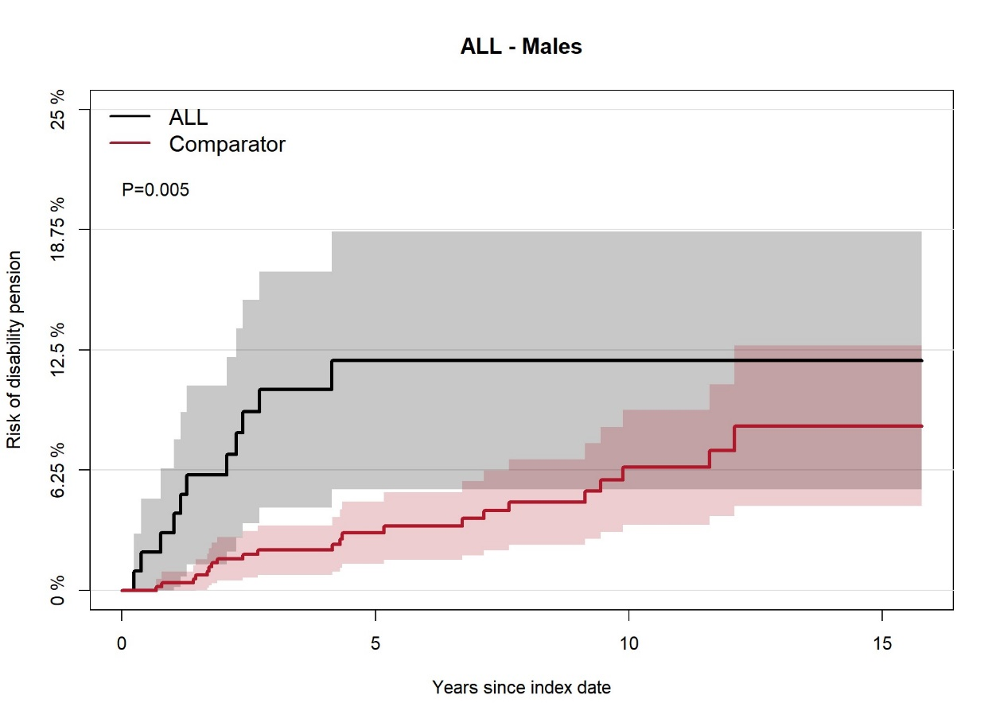 ALL - Males
ALL
Comparator
P=0.005
Risk of disability pension
25 %
18.75 %
12.5 %
6.25 %
0 %
0 5 10 15
Years since index date